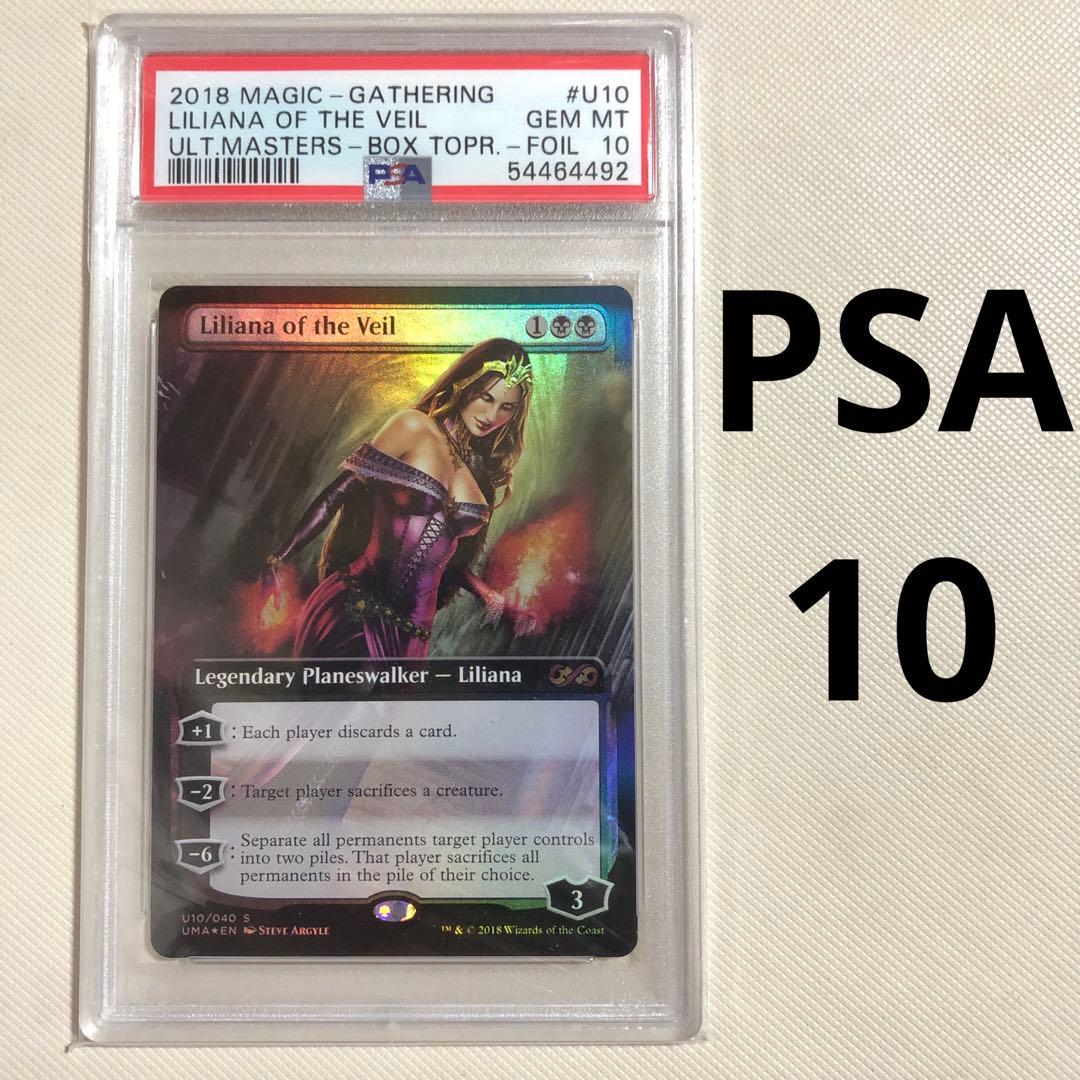 2018 MAGIC - GATHERING #U10
LILIANA OF THE VEIL GEM MT
ULT.MASTERS - BOX TOPR. - FOIL 10
PSA 54464492
PSA
10
Liliana of the Veil 1
Legendary Planeswalker — Liliana
+1 : Each player discards a card.
-2 : Target player sacrifices a creature.
-6 : Separate all permanents target player controls
into two piles. That player sacrifices all
permanents in the pile of their choice.
3
U10/040 S
UMA★EN STEVE ARGYLE ™ & © 2018 Wizards of the Coast